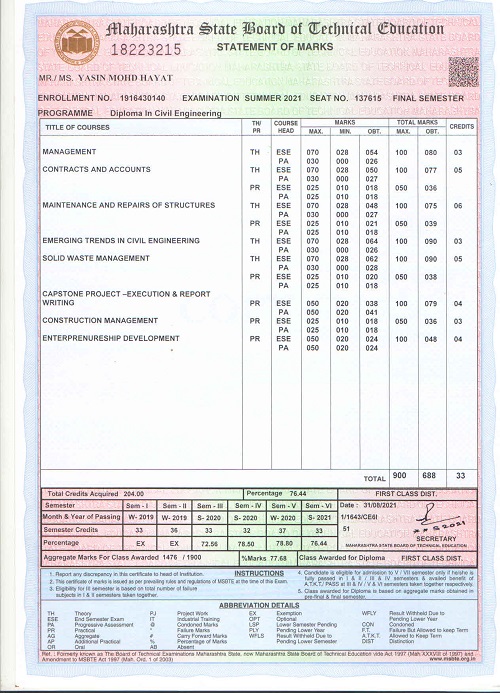 Maharashtra State Board of Technical Education
18223215
STATEMENT OF MARKS
MR./ MS. YASIN MOHD HAYAT
ENROLLMENT NO. 1916430140 EXAMINATION SUMMER 2021 SEAT NO. 137615 FINAL SEMESTER
PROGRAMME Diploma In Civil Engineering
TITLE OF COURSES TH/ PR COURSE HEAD MARKS MAX. MIN. OBT. TOTAL MARKS MAX. OBT. CREDITS
MANAGEMENT TH ESE 070 028 054 100 080 03
PA 030 000 026
CONTRACTS AND ACCOUNTS TH ESE 070 028 050 100 077 05
PA 030 000 027
PR ESE 025 010 018 050 036
PA 025 010 018
MAINTENANCE AND REPAIRS OF STRUCTURES TH ESE 070 028 048 100 075 06
PA 030 000 027
PR ESE 025 010 021 050 039
PA 025 010 018
EMERGING TRENDS IN CIVIL ENGINEERING TH ESE 070 028 064 100 090 03
PA 030 000 026
SOLID WASTE MANAGEMENT TH ESE 070 028 062 100 090 05
PA 030 000 028
PR ESE 025 010 020 050 038
PA 025 010 018
CAPSTONE PROJECT –EXECUTION & REPORT
WRITING PR ESE 050 020 038 100 079 04
PA 050 020 041
CONSTRUCTION MANAGEMENT PR ESE 025 010 018 050 036 03
PA 025 010 018
ENTERPRENURESHIP DEVELOPMENT PR ESE 050 020 024 100 048 04
PA 050 020 024
TOTAL 900 688 33
Total Credits Acquired 204.00 Percentage 76.44 FIRST CLASS DIST.
Semester Sem - I Sem - II Sem - III Sem - IV Sem - V Sem - VI Date : 31/08/2021
Month & Year of Passing W- 2019 W- 2019 S- 2020 S- 2020 W- 2020 S- 2021 1/1643/CE6I
Semester Credits 33 36 33 32 37 33 51
Percentage EX EX 72.56 78.50 78.80 76.44
SECRETARY
MAHARASHTRA STATE BOARD OF TECHNICAL EDUCATION
Aggregate Marks For Class Awarded 1476 / 1900 %Marks 77.68 Class Awarded for Diploma FIRST CLASS DIST.
INSTRUCTIONS
1. Report any discrepancy in this certificate to head of Institution.
2. This certificate of marks is issued as per prevailing rules and regulations of MSBTE at the time of this Exam.
3. Eligibility for III semester is based on total number of failure
subjects in I & II semesters taken together.
4. Candidate is eligible for admission to V / VII semester only if he/she is
fully passed in I & II / III & IV semesters & availed benefit of
A.T.K.T./ PASS at III & IV / V & VI semesters taken together respectively.
5. Class awarded for Diploma is based on aggregate marks obtained in
pre-final & final semester.
ABBREVIATION DETAILS
TH Theory PJ Project Work EX Exemption WFLY Result Withheld Due to
ESE End Semester Exam IT Industrial Training OPT Optional Pending Lower Year
PA Progressive Assessment @ Condoned Marks LSP Lower Semester Pending CON Condoned
PR Practical * Failure Marks PLY Pending Lower Year F.T. Failure But Allowed to keep Term
AG Aggregate # Carry Forward Marks WFLS Result Withheld Due to A.T.K.T. Allowed to Keep Term
AP Additional Practical % Percentage of Marks Pending Lower Semester DIST Distinction
OR Oral AB Absent
Ref. : Formerly known as The Board of Technical Examinations Maharashtra State, now Maharashtra State Board of Technical Education vide Act 1997 (Mah.XXXVIII of 1997) and
Amendment to MSBTE Act 1997 (Mah. Ord. 1 of 2003) www.msbte.org.in